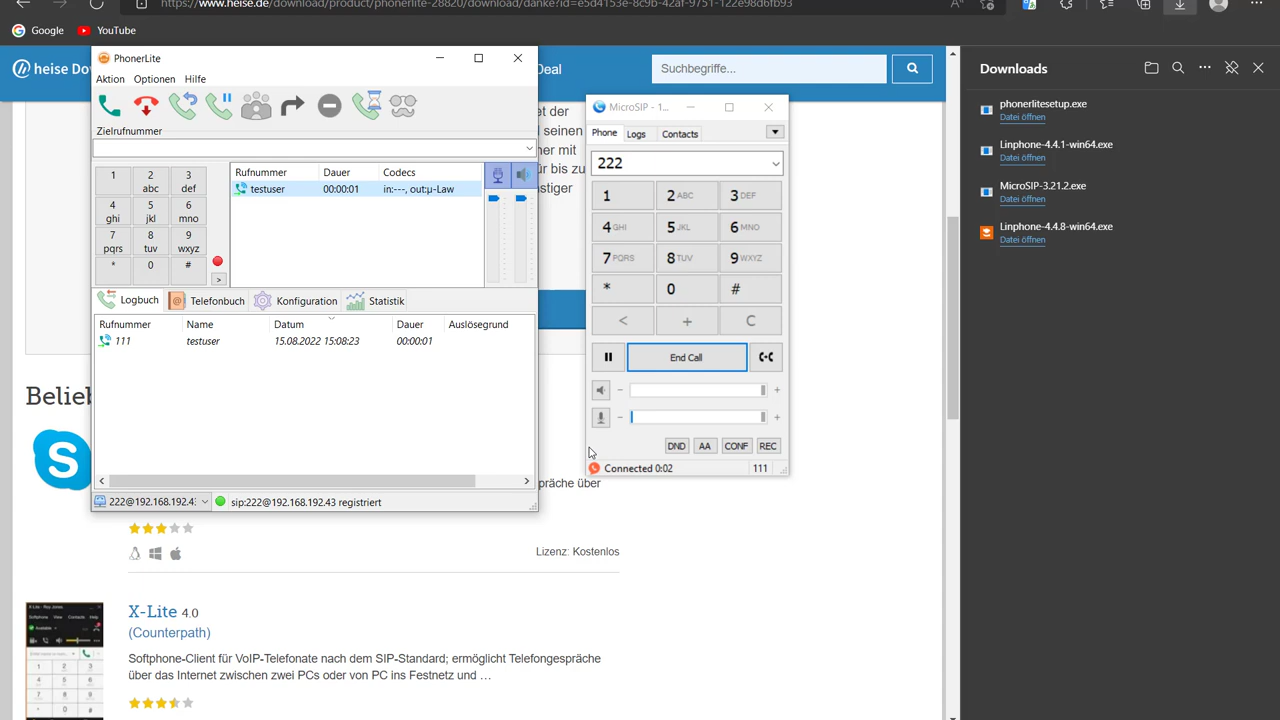 https://www.heise.de/download/product/phonerlite-28820/download/danke?id=e5d4153e-8c9b-42af-9751-122e98d6fb93
Google
YouTube
heise Do
Deal
Suchbegriffe...
PhonerLite
Aktion Optionen Hilfe
Zielrufnummer
1 2 3
abc def
4 5 6
ghi jkl mno
7 8 9
pqrs tuv wxyz
* 0 #
>
Rufnummer Dauer Codecs
testuser 00:00:01 in:---, out:µ-Law
Logbuch Telefonbuch Konfiguration Statistik
Rufnummer Name Datum Dauer Auslösegrund
111 testuser 15.08.2022 15:08:23 00:00:01
222@192.168.192.4
sip:222@192.168.192.43 registriert
et der
seinen
mer mit
für bis zu
stiger
MicroSIP - 1...
Phone Logs Contacts
222
1 2 ABC 3 DEF
4 GHI 5 JKL 6 MNO
7 PQRS 8 TUV 9 WXYZ
* 0 #
< + C
End Call
− +
− +
DND AA CONF REC
Connected 0:02 111
Downloads
phonerlitesetup.exe
Datei öffnen
Linphone-4.4.1-win64.exe
Datei öffnen
MicroSIP-3.21.2.exe
Datei öffnen
Linphone-4.4.8-win64.exe
Datei öffnen
Belieb
S
spräche über
Lizenz: Kostenlos
X-Lite 4.0
(Counterpath)
Softphone-Client für VoIP-Telefonate nach dem SIP-Standard; ermöglicht Telefongespräche
über das Internet zwischen zwei PCs oder von PC ins Festnetz und …